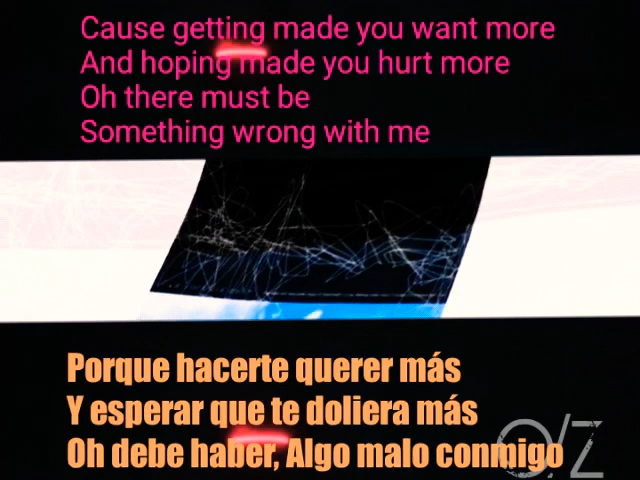 Cause getting made you want more
And hoping made you hurt more
Oh there must be
Something wrong with me
Porque hacerte querer más
Y esperar que te doliera más
Oh debe haber, Algo malo conmigo
O/Z